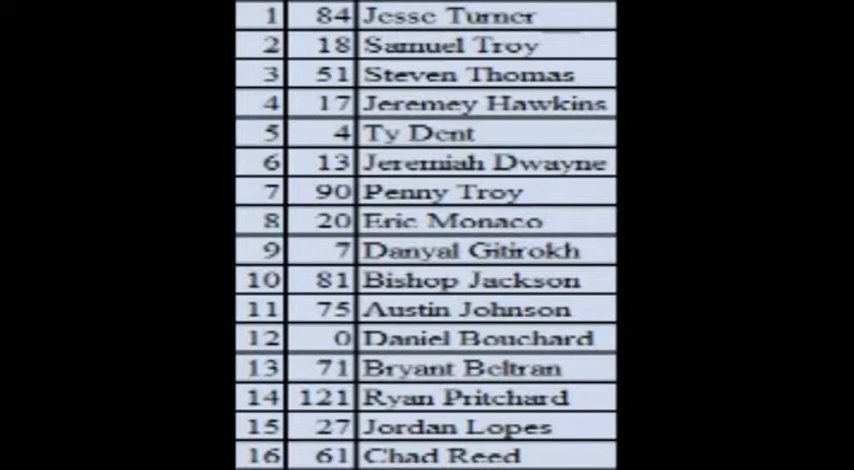 1 84 Jesse Turner
2 18 Samuel Troy
3 51 Steven Thomas
4 17 Jeremey Hawkins
5 4 Ty Dent
6 13 Jeremiah Dwayne
7 90 Penny Troy
8 20 Eric Monaco
9 7 Danyal Gitirokh
10 81 Bishop Jackson
11 75 Austin Johnson
12 0 Daniel Bouchard
13 71 Bryant Beltran
14 121 Ryan Pritchard
15 27 Jordan Lopes
16 61 Chad Reed